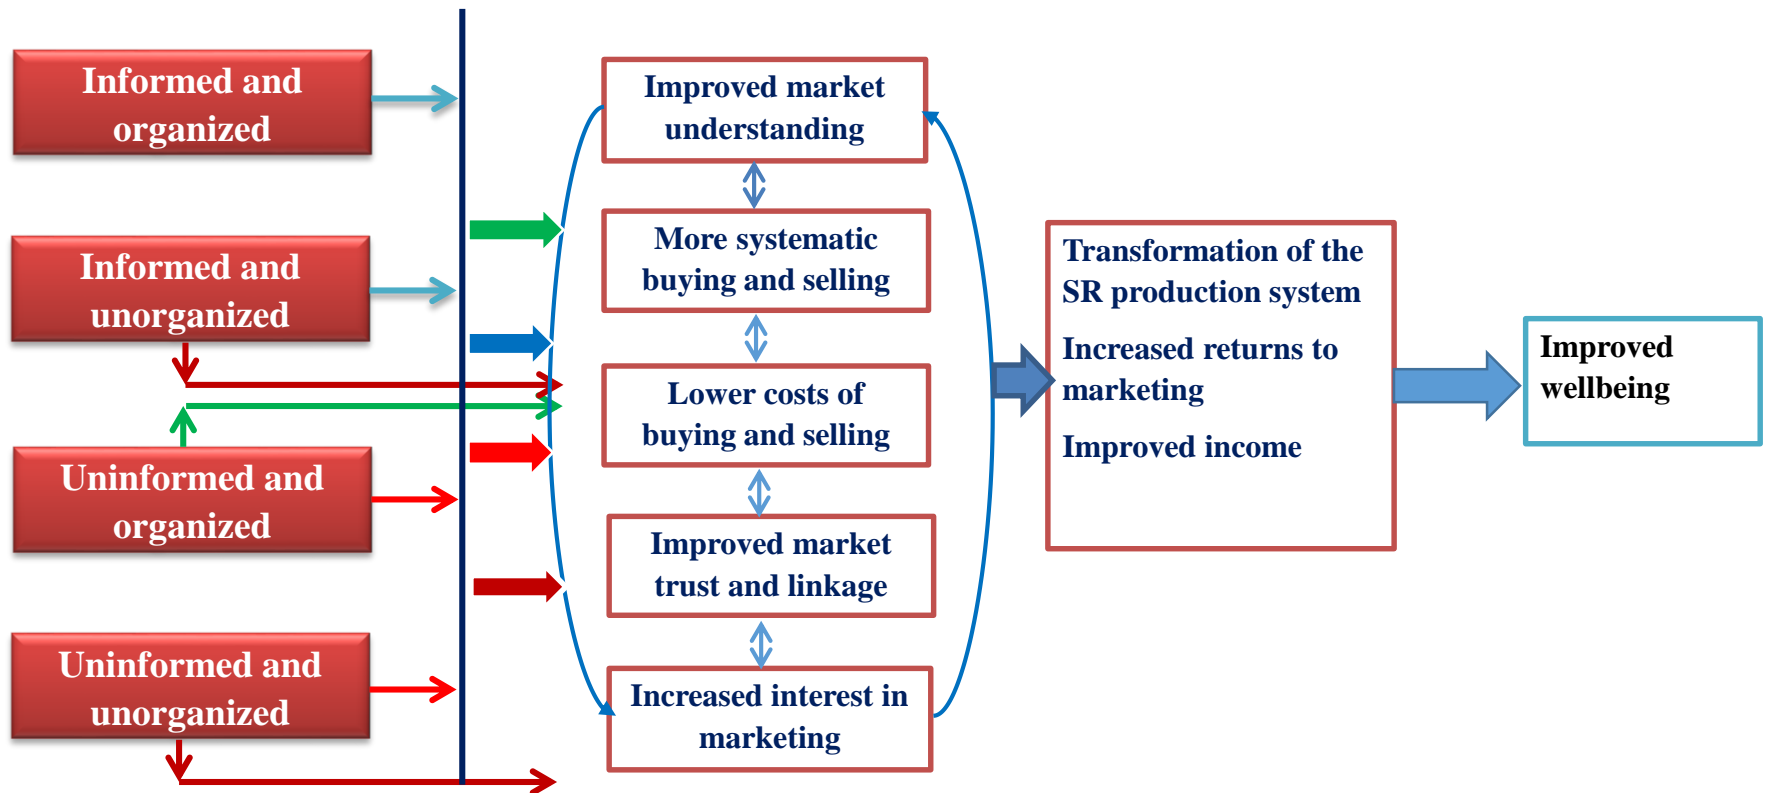 Informed and
organized
Informed and
unorganized
Uninformed and
organized
Uninformed and
unorganized
Improved market
understanding
More systematic
buying and selling
Lower costs of
buying and selling
Improved market
trust and linkage
Increased interest in
marketing
Transformation of the
SR production system
Increased returns to
marketing
Improved income
Improved
wellbeing